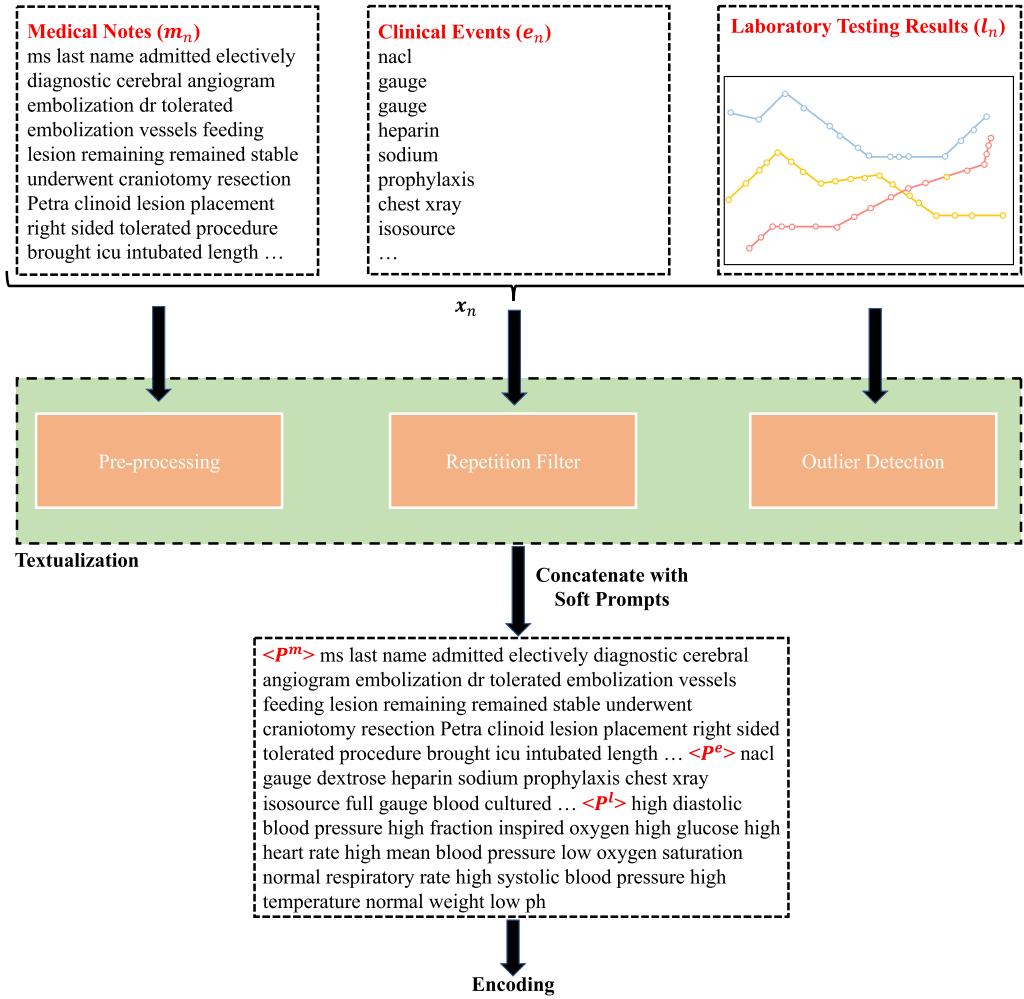 Medical Notes (m_n)
ms last name admitted electively
diagnostic cerebral angiogram
embolization dr tolerated
embolization vessels feeding
lesion remaining remained stable
underwent craniotomy resection
Petra clinoid lesion placement
right sided tolerated procedure
brought icu intubated length …
Clinical Events (e_n)
nacl
gauge
gauge
heparin
sodium
prophylaxis
chest xray
isosource
…
Laboratory Testing Results (l_n)
x_n
Pre-processing
Repetition Filter
Outlier Detection
Textualization
Concatenate with
Soft Prompts
<P^m> ms last name admitted electively diagnostic cerebral
angiogram embolization dr tolerated embolization vessels
feeding lesion remaining remained stable underwent
craniotomy resection Petra clinoid lesion placement right sided
tolerated procedure brought icu intubated length … <P^e> nacl
gauge dextrose heparin sodium prophylaxis chest xray
isosource full gauge blood cultured … <P^l> high diastolic
blood pressure high fraction inspired oxygen high glucose high
heart rate high mean blood pressure low oxygen saturation
normal respiratory rate high systolic blood pressure high
temperature normal weight low ph
Encoding